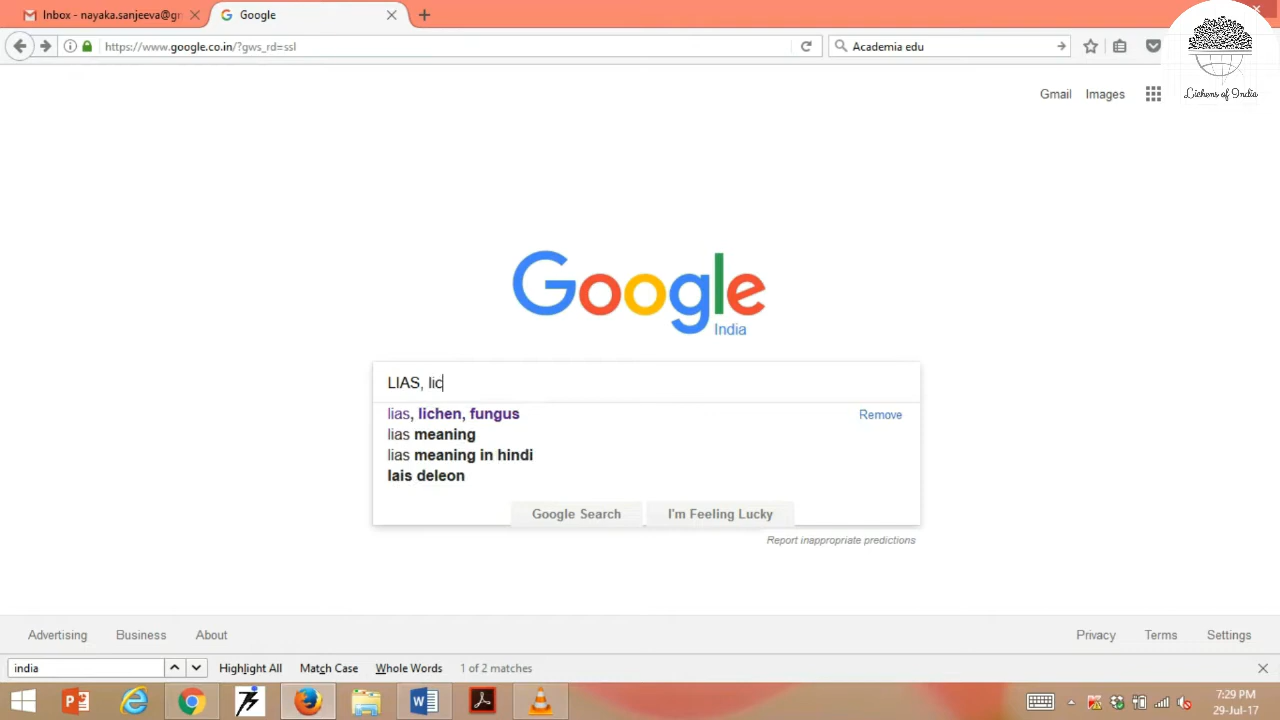 Inbox - nayaka.sanjeeva@gr
Google
https://www.google.co.in/?gws_rd=ssl
Academia edu
Lichens of India
Gmail Images
Google
India
LIAS, lic
lias, lichen, fungus Remove
lias meaning
lias meaning in hindi
lais deleon
Google Search I'm Feeling Lucky
Report inappropriate predictions
Advertising Business About Privacy Terms Settings
india Highlight All Match Case Whole Words 1 of 2 matches
7:29 PM
29-Jul-17